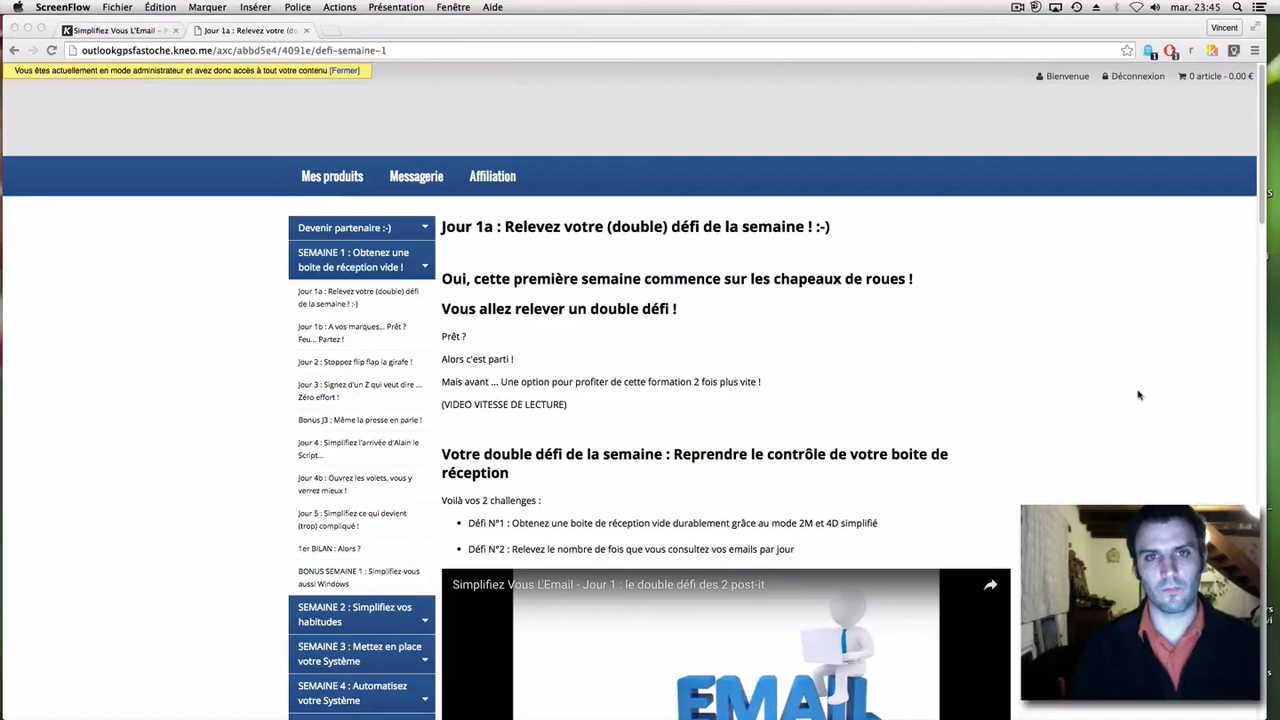 ScreenFlow Fichier Édition Marquer Insérer Police Actions Présentation Fenêtre Aide mar. 23:45
Simplifiez Vous L'Email - P Jour 1a : Relevez votre (do Vincent
outlookgpsfastoche.kneo.me/axc/abbd5e4/4091e/defi-semaine-1
Vous êtes actuellement en mode administrateur et avez donc accès à tout votre contenu [Fermer]
Bienvenue Déconnexion 0 article - 0.00 €
Mes produits Messagerie Affiliation
Devenir partenaire :-)
SEMAINE 1 : Obtenez une
boite de réception vide !
Jour 1a : Relevez votre (double) défi
de la semaine ! :-)
Jour 1b : A vos marques... Prêt ?
Feu... Partez !
Jour 2 : Stoppez flip flap la girafe !
Jour 3 : Signez d'un Z qui veut dire ...
Zéro effort !
Bonus J3 : Même la presse en parle !
Jour 4 : Simplifiez l'arrivée d'Alain le
Script...
Jour 4b : Ouvrez les volets, vous y
verrez mieux !
Jour 5 : Simplifiez ce qui devient
(trop) compliqué !
1er BILAN : Alors ?
BONUS SEMAINE 1 : Simplifiez-vous
aussi Windows
SEMAINE 2 : Simplifiez vos
habitudes
SEMAINE 3 : Mettez en place
votre Système
SEMAINE 4 : Automatisez
votre Système
Jour 1a : Relevez votre (double) défi de la semaine ! :-)
Oui, cette première semaine commence sur les chapeaux de roues !
Vous allez relever un double défi !
Prêt ?
Alors c'est parti !
Mais avant ... Une option pour profiter de cette formation 2 fois plus vite !
(VIDEO VITESSE DE LECTURE)
Votre double défi de la semaine : Reprendre le contrôle de votre boite de
réception
Voilà vos 2 challenges :
• Défi N°1 : Obtenez une boite de réception vide durablement grâce au mode 2M et 4D simplifié
• Défi N°2 : Relevez le nombre de fois que vous consultez vos emails par jour
Simplifiez Vous L'Email - Jour 1 : le double défi des 2 post-it
EMAIL